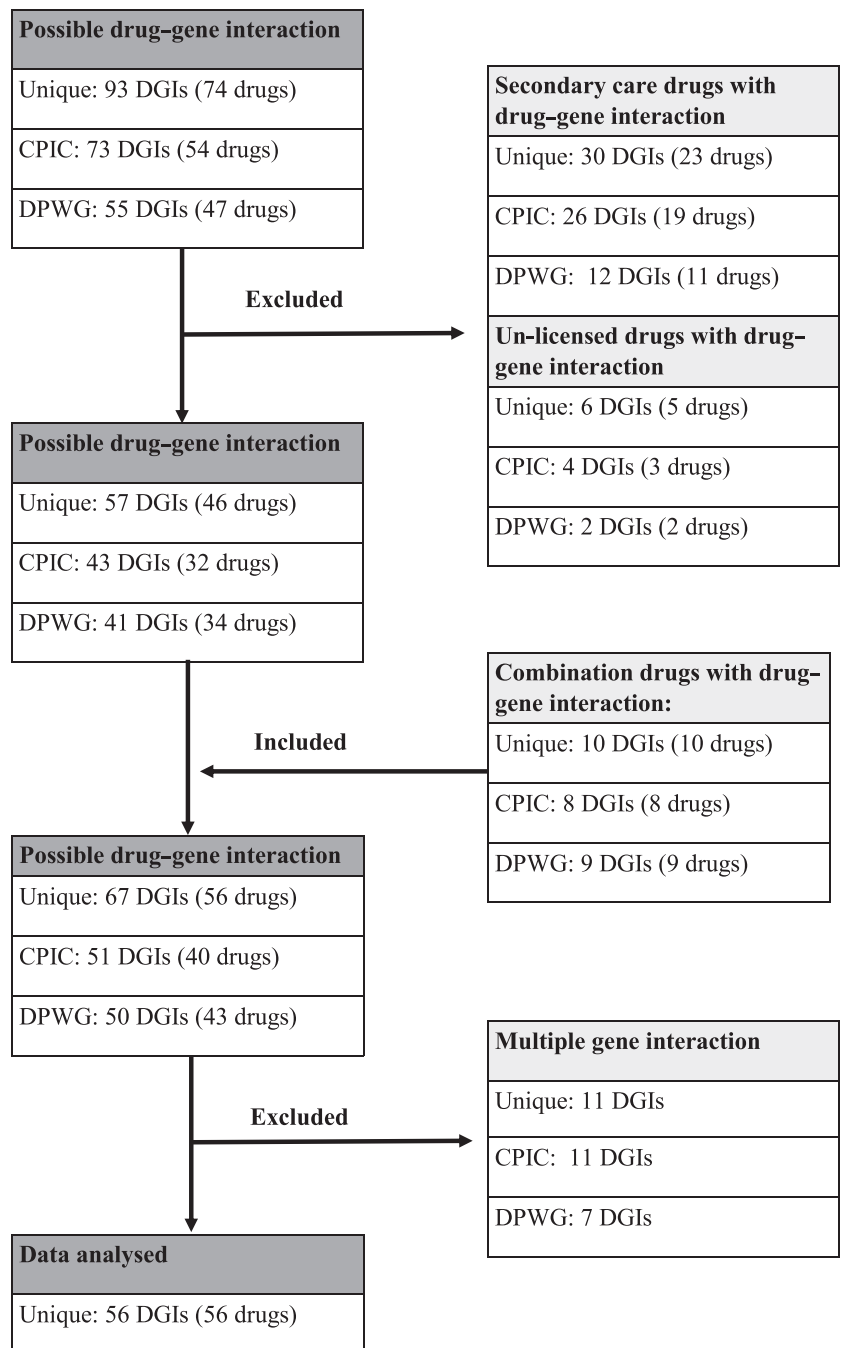 Possible drug–gene interaction
Unique: 93 DGIs (74 drugs)
CPIC: 73 DGIs (54 drugs)
DPWG: 55 DGIs (47 drugs)
Excluded
Secondary care drugs with
drug–gene interaction
Unique: 30 DGIs (23 drugs)
CPIC: 26 DGIs (19 drugs)
DPWG:  12 DGIs (11 drugs)
Un-licensed drugs with drug–
gene interaction
Unique: 6 DGIs (5 drugs)
CPIC: 4 DGIs (3 drugs)
DPWG: 2 DGIs (2 drugs)
Possible drug–gene interaction
Unique: 57 DGIs (46 drugs)
CPIC: 43 DGIs (32 drugs)
DPWG: 41 DGIs (34 drugs)
Included
Combination drugs with drug–
gene interaction:
Unique: 10 DGIs (10 drugs)
CPIC: 8 DGIs (8 drugs)
DPWG: 9 DGIs (9 drugs)
Possible drug–gene interaction
Unique: 67 DGIs (56 drugs)
CPIC: 51 DGIs (40 drugs)
DPWG: 50 DGIs (43 drugs)
Excluded
Multiple gene interaction
Unique: 11 DGIs
CPIC:  11 DGIs
DPWG: 7 DGIs
Data analysed
Unique: 56 DGIs (56 drugs)